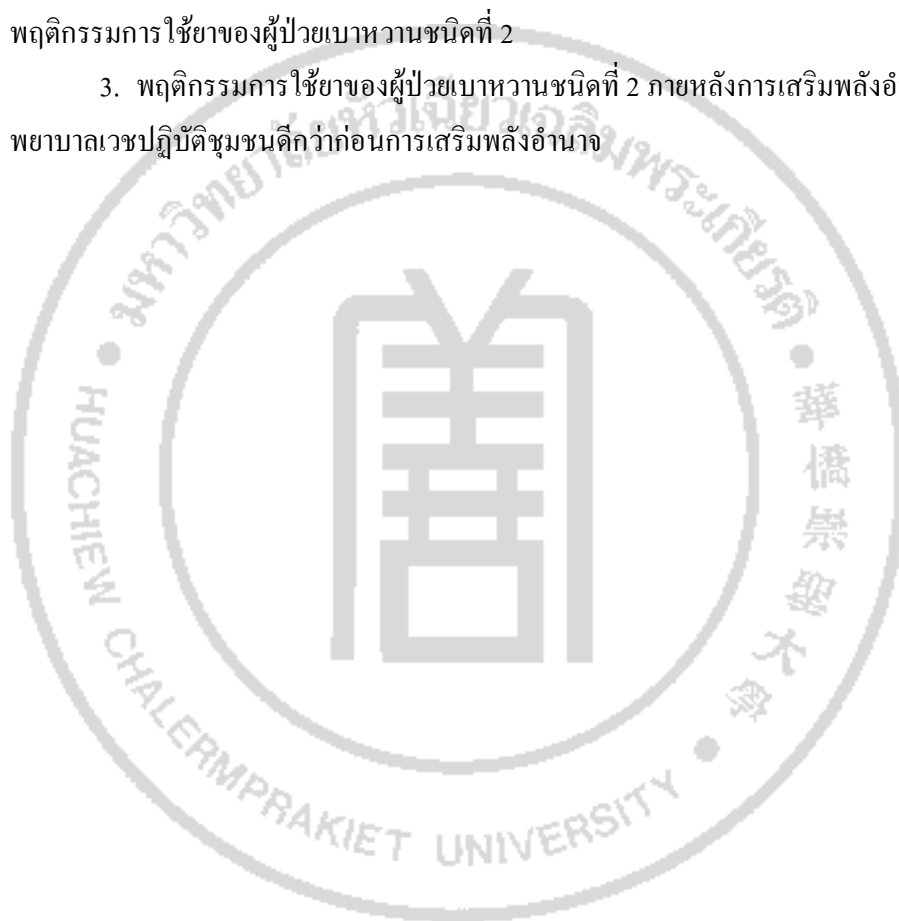 พฤติกรรมการใช้ยาของผู้ป่วยเบาหวานชนิดที่ 2
3. พฤติกรรมการใช้ยาของผู้ป่วยเบาหวานชนิดที่ 2 ภายหลังการเสริมพลังอำ
พยาบาลเวชปฏิบัติชุมชนดีกว่าก่อนการเสริมพลังอำนาจ
มหาวิทยาลัยหัวเฉียวเฉลิมพระเกียรติ
華僑崇聖大學
HUACHIEW CHALERMPRAKIET UNIVERSITY